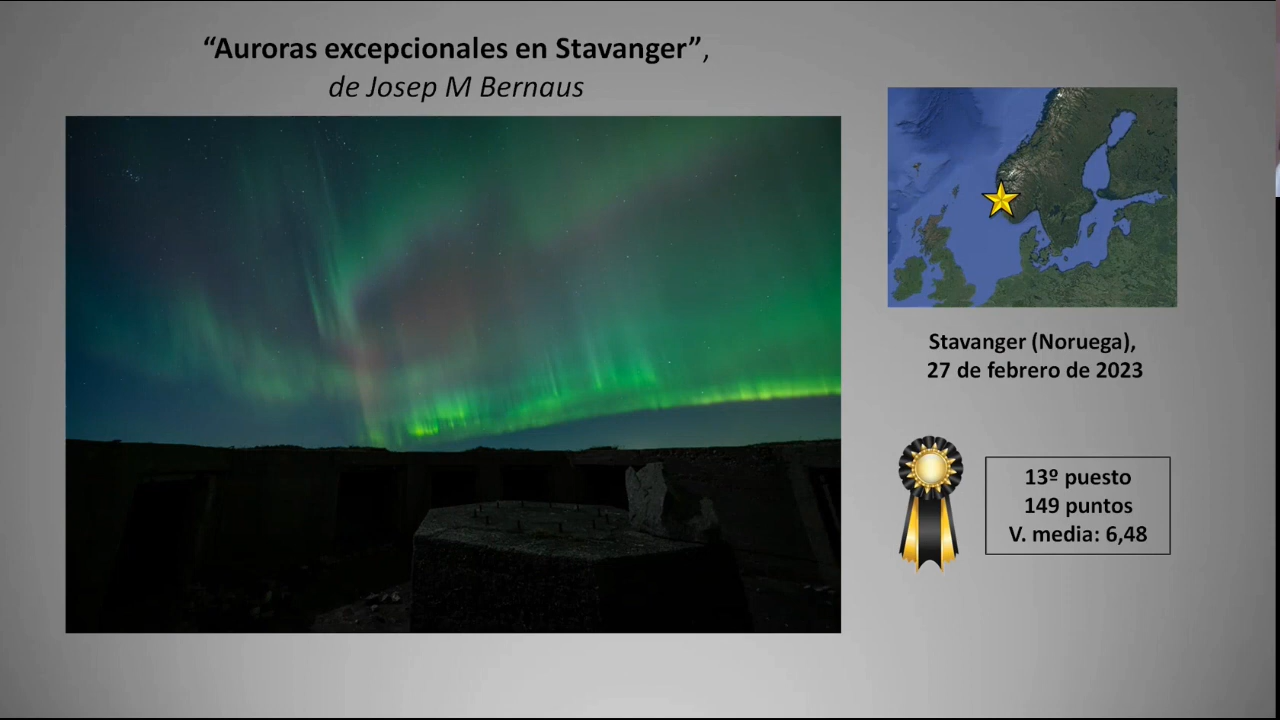 “Auroras excepcionales en Stavanger”,
de Josep M Bernaus
Stavanger (Noruega),
27 de febrero de 2023
13º puesto
149 puntos
V. media: 6,48